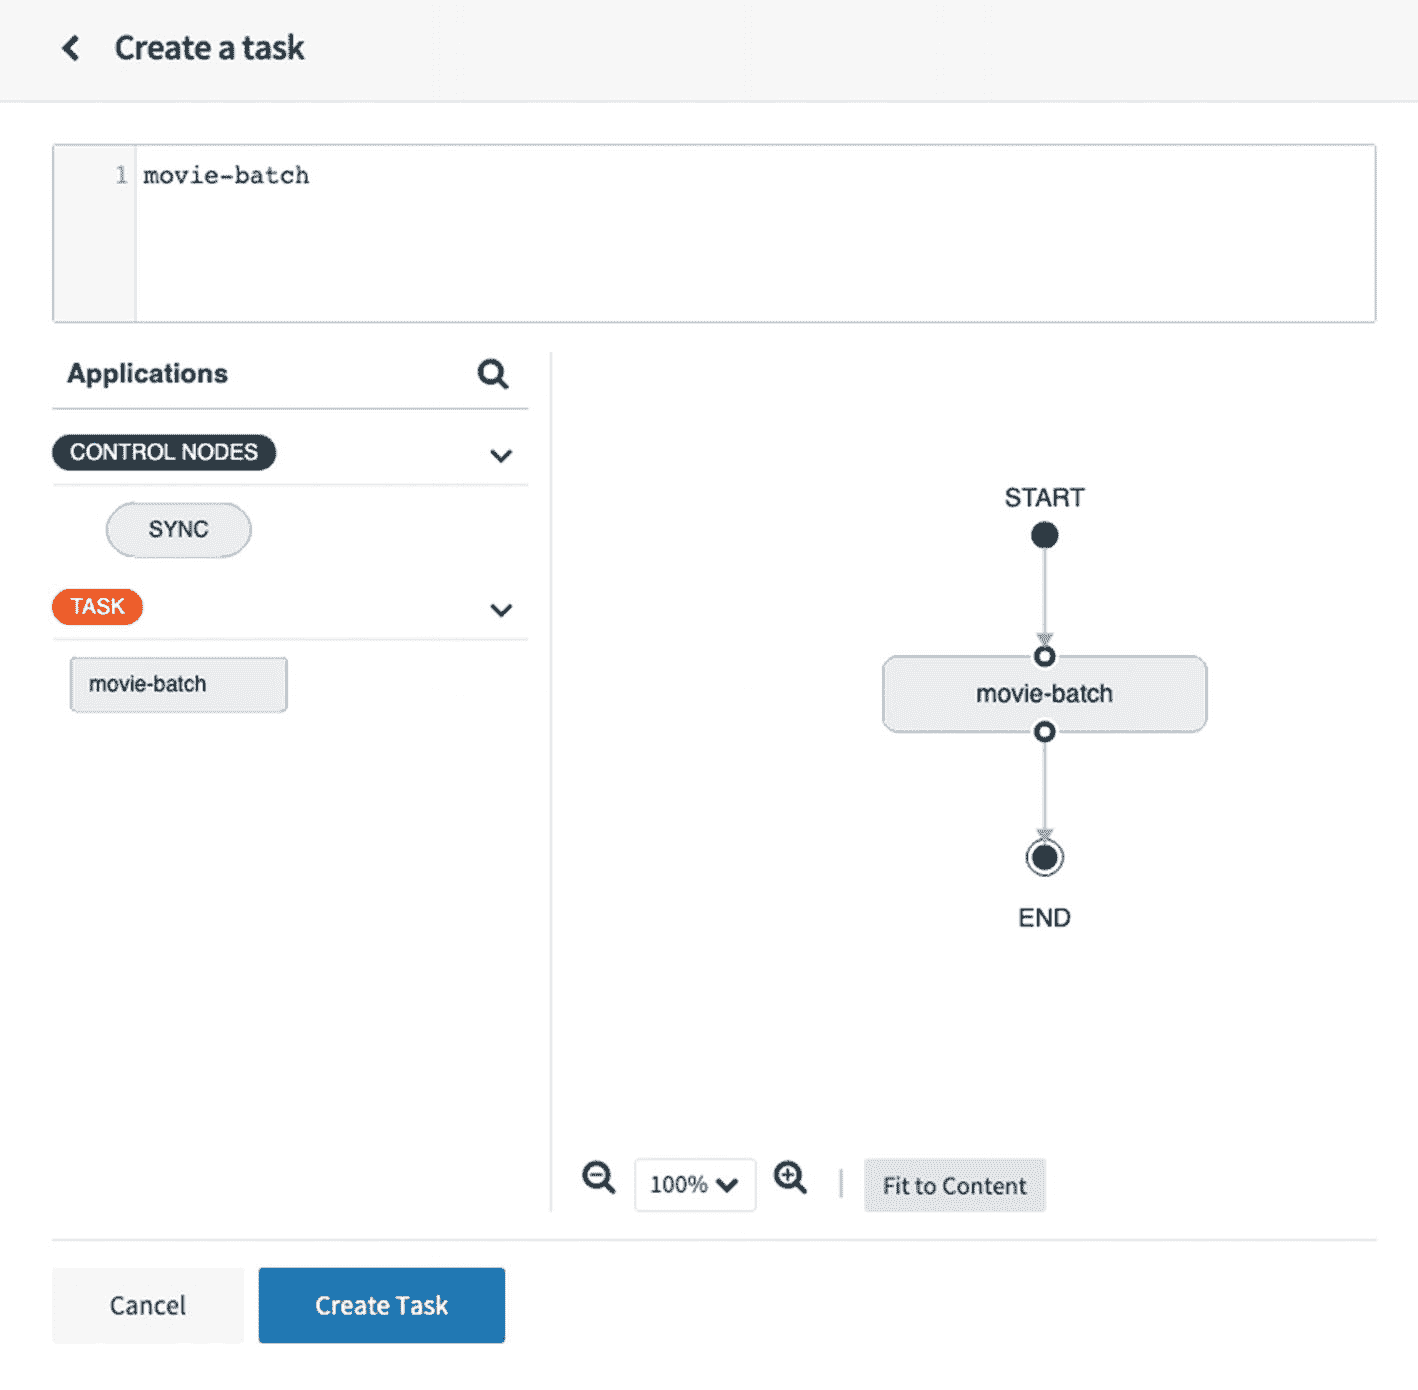 Create a task
1 movie-batch
Applications
CONTROL NODES
SYNC
TASK
movie-batch
START
movie-batch
END
100%
Fit to Content
Cancel
Create Task